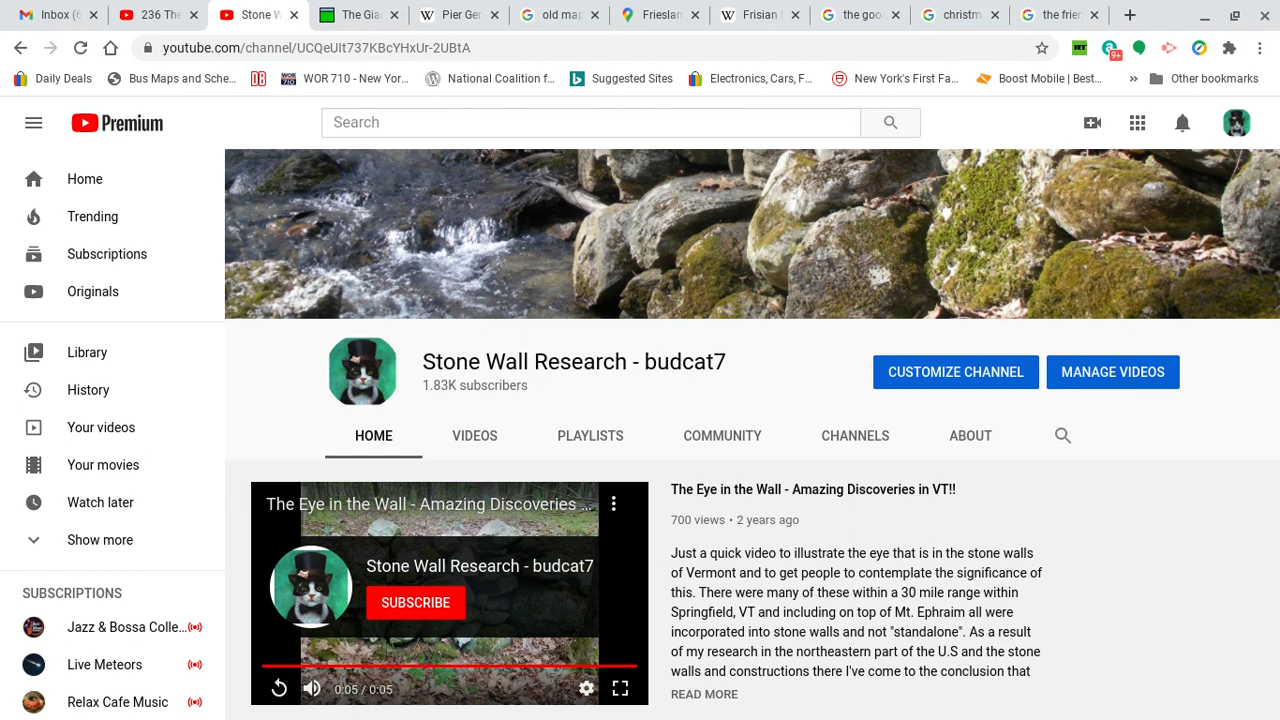 Inbox (6
236 The
Stone W
The Gia
Pier Ger
old map
Frieslan
Frisian
the goo
christm
the frier
youtube.com/channel/UCQeUIt737KBcYHxUr-2UBtA
RT
9+
Daily Deals
Bus Maps and Sche...
DB
WOR 710 - New Yor...
National Coalition f...
Suggested Sites
Electronics, Cars, F...
New York's First Fa...
Boost Mobile | Best...
» Other bookmarks
Premium
Search
Home
Trending
Subscriptions
Originals
Library
History
Your videos
Your movies
Watch later
Show more
SUBSCRIPTIONS
Jazz & Bossa Colle...
Live Meteors
Relax Cafe Music
Stone Wall Research - budcat7
1.83K subscribers
CUSTOMIZE CHANNEL
MANAGE VIDEOS
HOME VIDEOS PLAYLISTS COMMUNITY CHANNELS ABOUT
The Eye in the Wall - Amazing Discoveries ...
Stone Wall Research - budcat7
SUBSCRIBE
0:05 / 0:05
The Eye in the Wall - Amazing Discoveries in VT!!
700 views • 2 years ago
Just a quick video to illustrate the eye that is in the stone walls
of Vermont and to get people to contemplate the significance of
this. There were many of these within a 30 mile range within
Springfield, VT and including on top of Mt. Ephraim all were
incorporated into stone walls and not "standalone". As a result
of my research in the northeastern part of the U.S and the stone
walls and constructions there I've come to the conclusion that
READ MORE